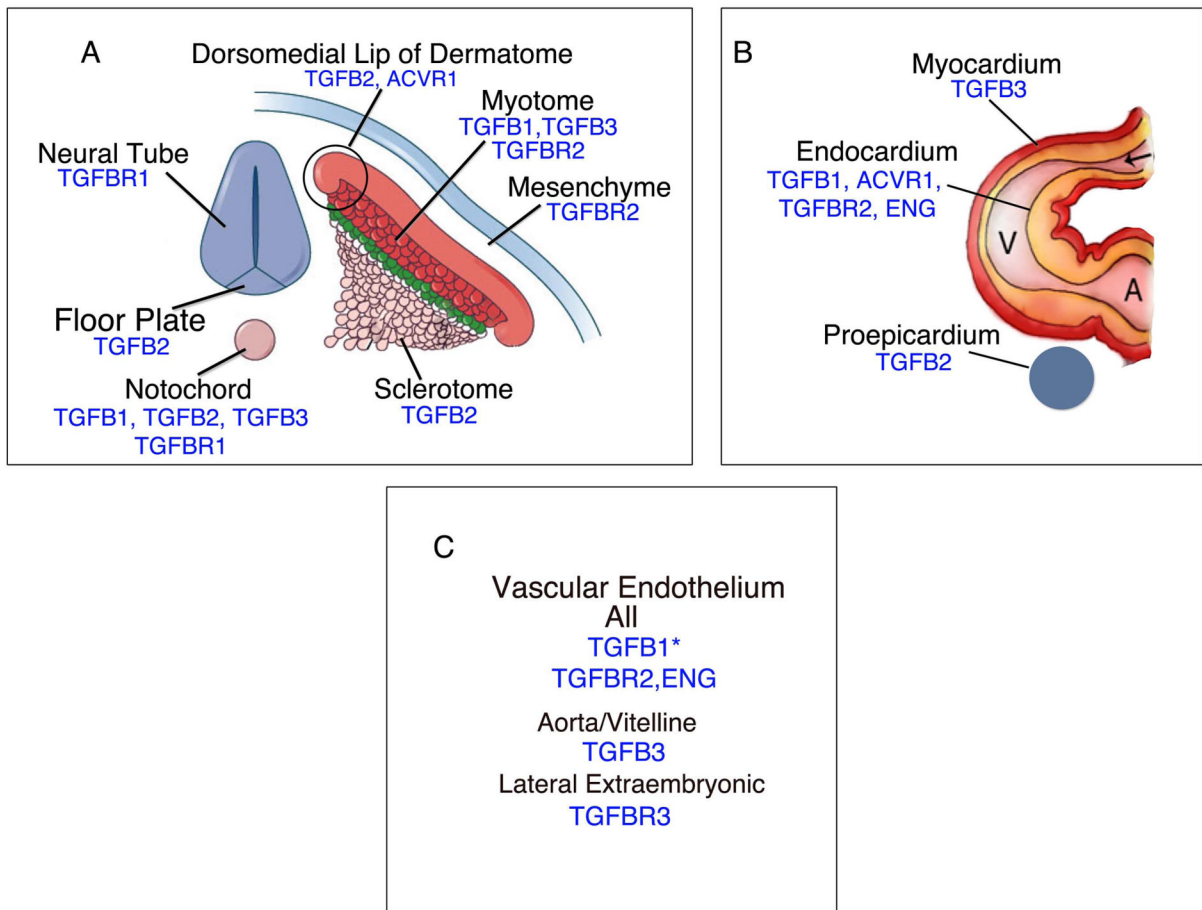 A
Dorsomedial Lip of Dermatome
TGFB2, ACVR1
Myotome
TGFB1,TGFB3
TGFBR2
Neural Tube
TGFBR1
Mesenchyme
TGFBR2
Floor Plate
TGFB2
Notochord
TGFB1, TGFB2, TGFB3
TGFBR1
Sclerotome
TGFB2
B
Myocardium
TGFB3
Endocardium
TGFB1, ACVR1,
TGFBR2, ENG
V
A
Proepicardium
TGFB2
C
Vascular Endothelium
All
TGFB1*
TGFBR2,ENG
Aorta/Vitelline
TGFB3
Lateral Extraembryonic
TGFBR3